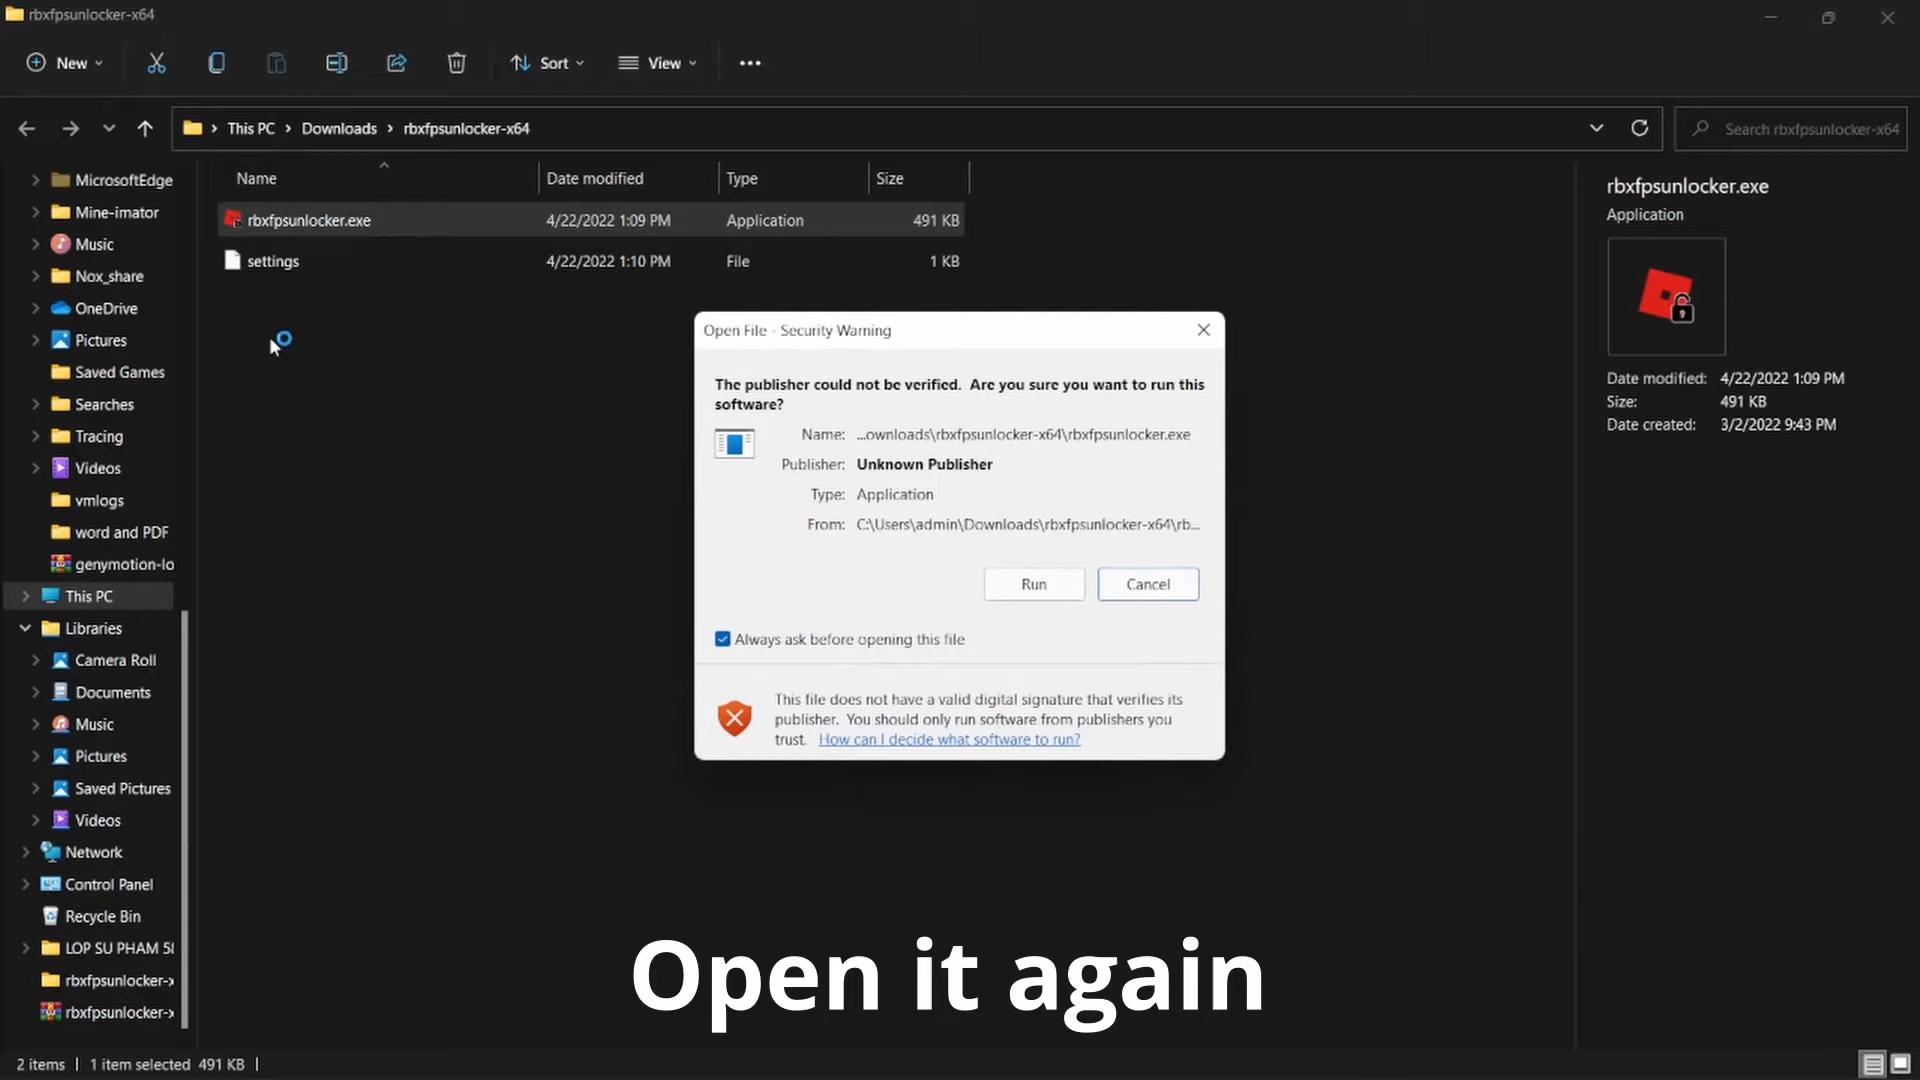 rbxfpsunlocker-x64
New
Sort
View
This PC
Downloads
rbxfpsunlocker-x64
Search rbxfpsunlocker-x64
MicrosoftEdge
Mine-imator
Music
Nox_share
OneDrive
Pictures
Saved Games
Searches
Tracing
Videos
vmlogs
word and PDF
genymotion-lo
This PC
Libraries
Camera Roll
Documents
Music
Pictures
Saved Pictures
Videos
Network
Control Panel
Recycle Bin
LOP SU PHAM 58
rbxfpsunlocker-x
rbxfpsunlocker-x
Name Date modified Type Size
rbxfpsunlocker.exe 4/22/2022 1:09 PM Application 491 KB
settings 4/22/2022 1:10 PM File 1 KB
Open File - Security Warning
The publisher could not be verified. Are you sure you want to run this
software?
Name: ...ownloads\rbxfpsunlocker-x64\rbxfpsunlocker.exe
Publisher: Unknown Publisher
Type: Application
From: C:\Users\admin\Downloads\rbxfpsunlocker-x64\rb...
Run
Cancel
Always ask before opening this file
This file does not have a valid digital signature that verifies its
publisher. You should only run software from publishers you
trust. How can I decide what software to run?
rbxfpsunlocker.exe
Application
Date modified: 4/22/2022 1:09 PM
Size: 491 KB
Date created: 3/2/2022 9:43 PM
Open it again
2 items 1 item selected 491 KB